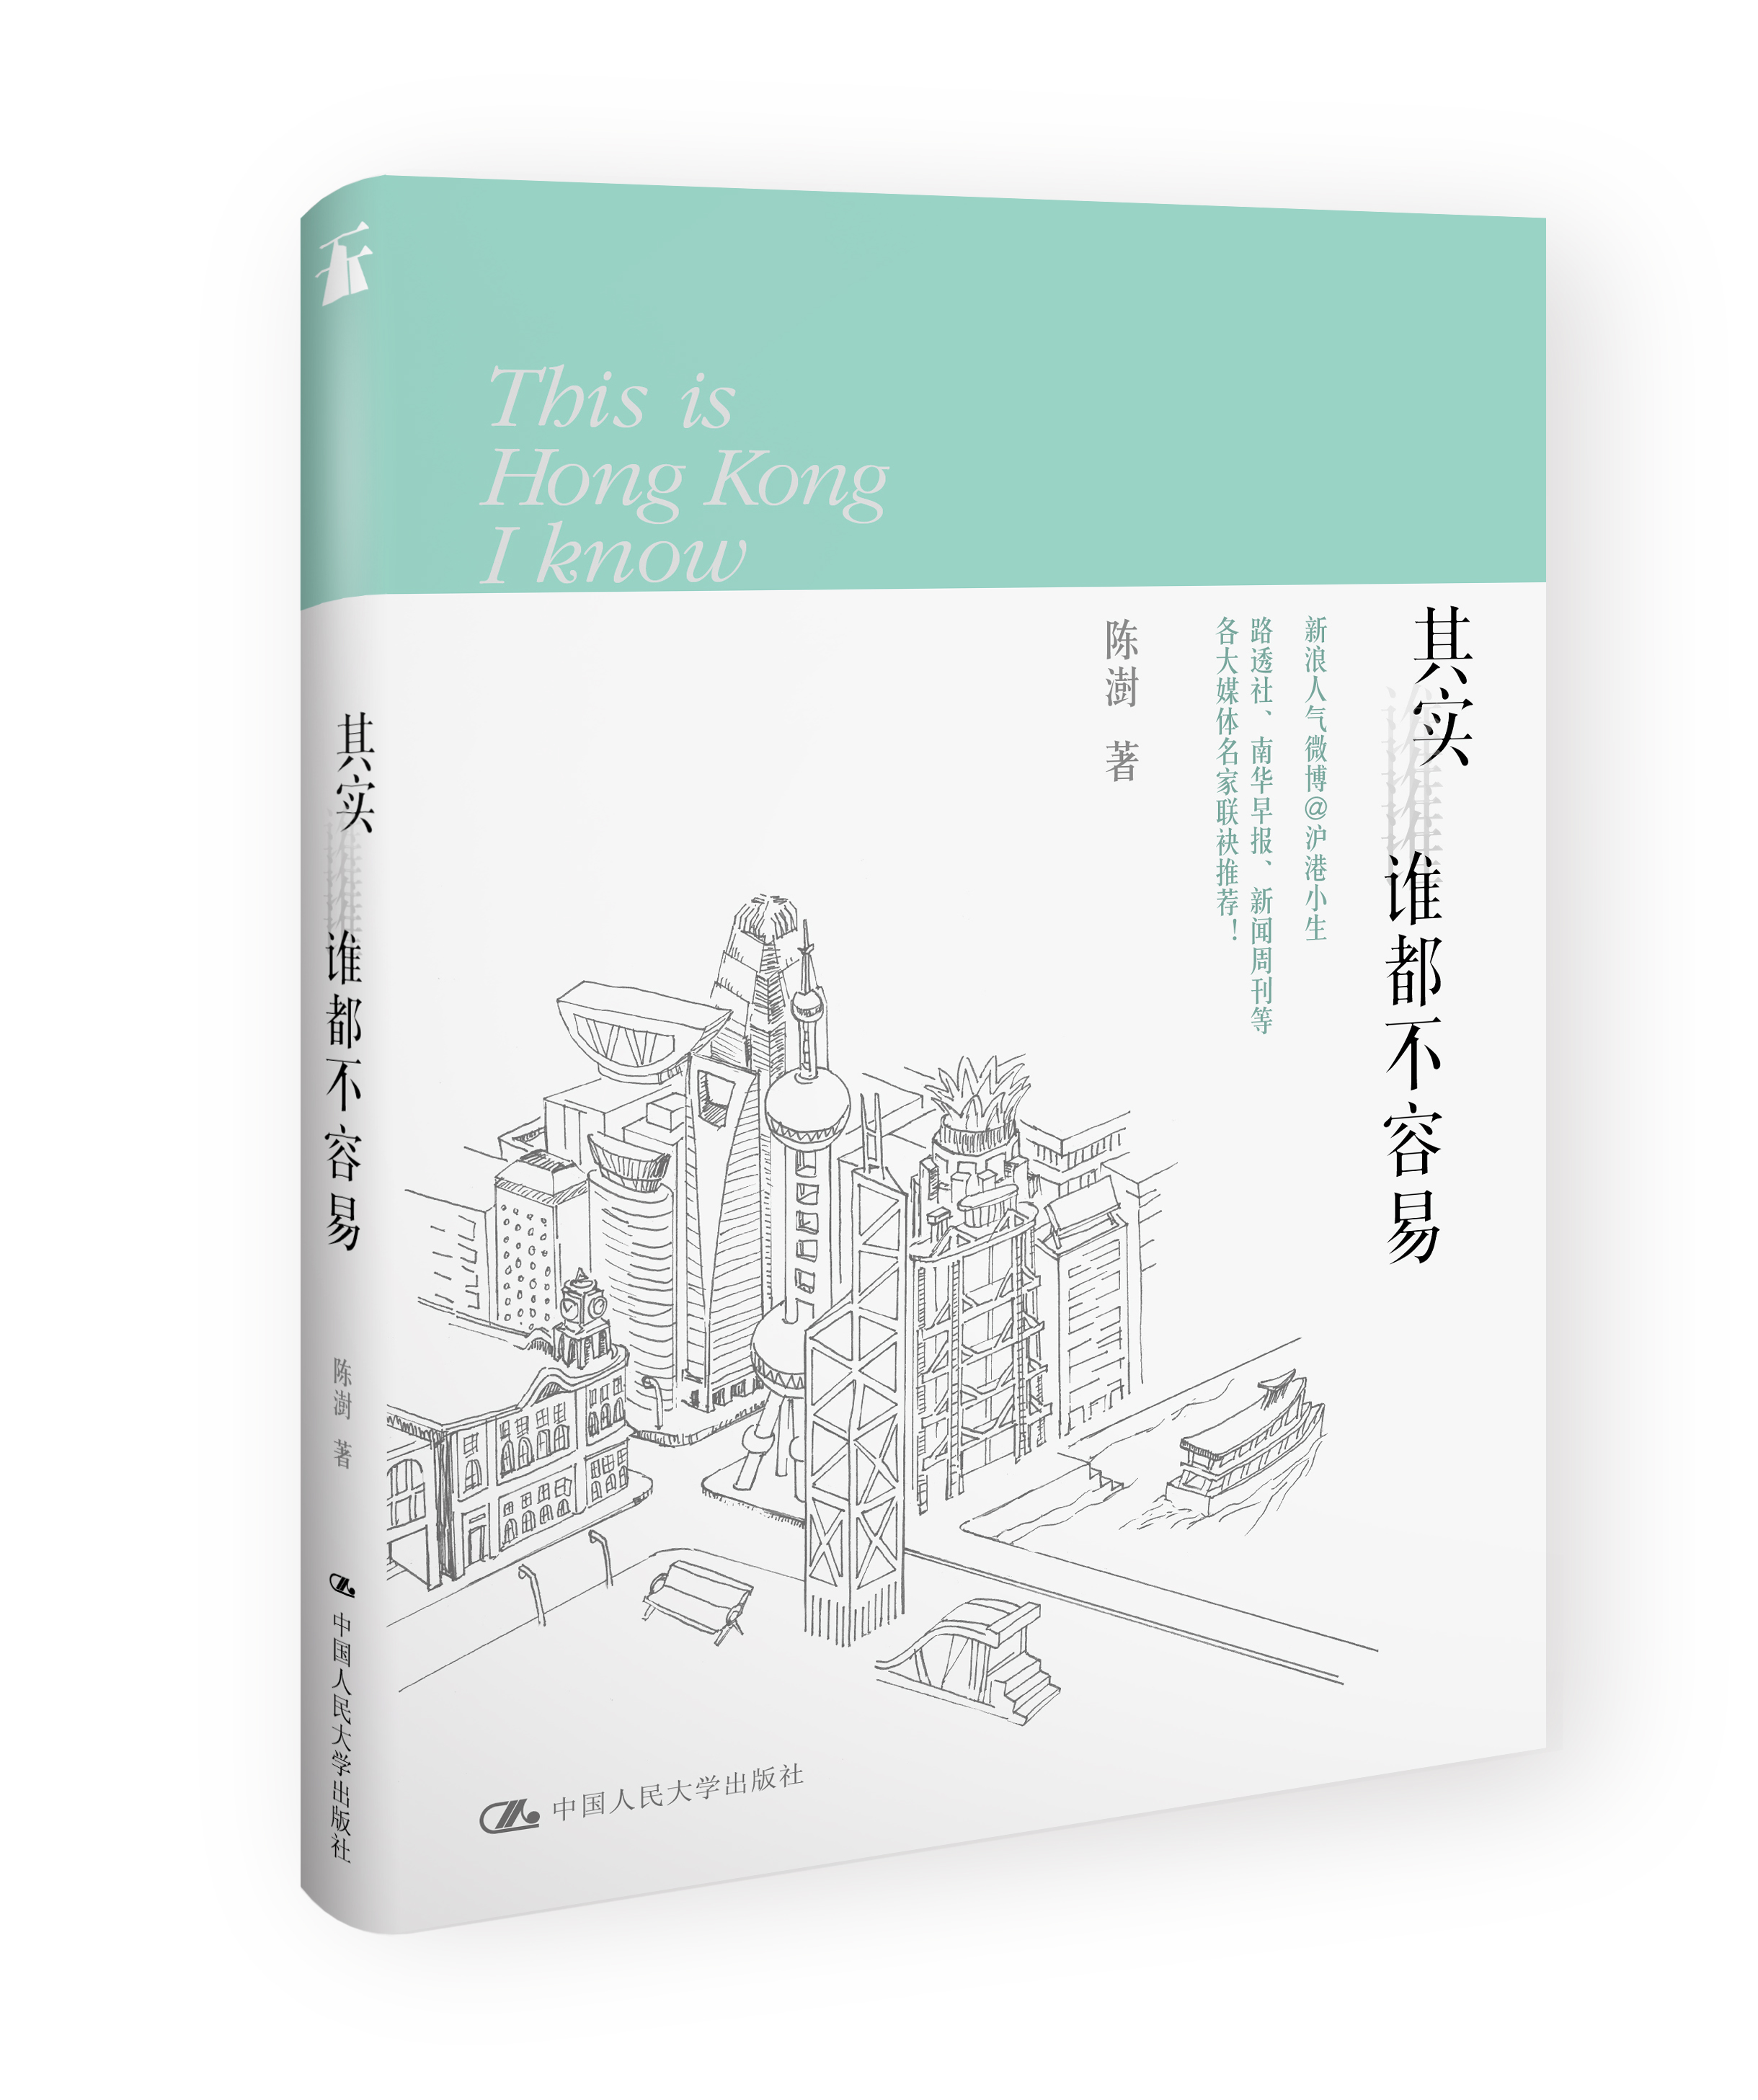 This is
Hong Kong
I know
其实
谁都不容易
新浪人气微博@沪港小生
路透社、南华早报、新闻周刊等
各大媒体名家联袂推荐！
陈澍 著
中国人民大学出版社
其实
谁都不容易
陈澍 著
中国人民大学出版社